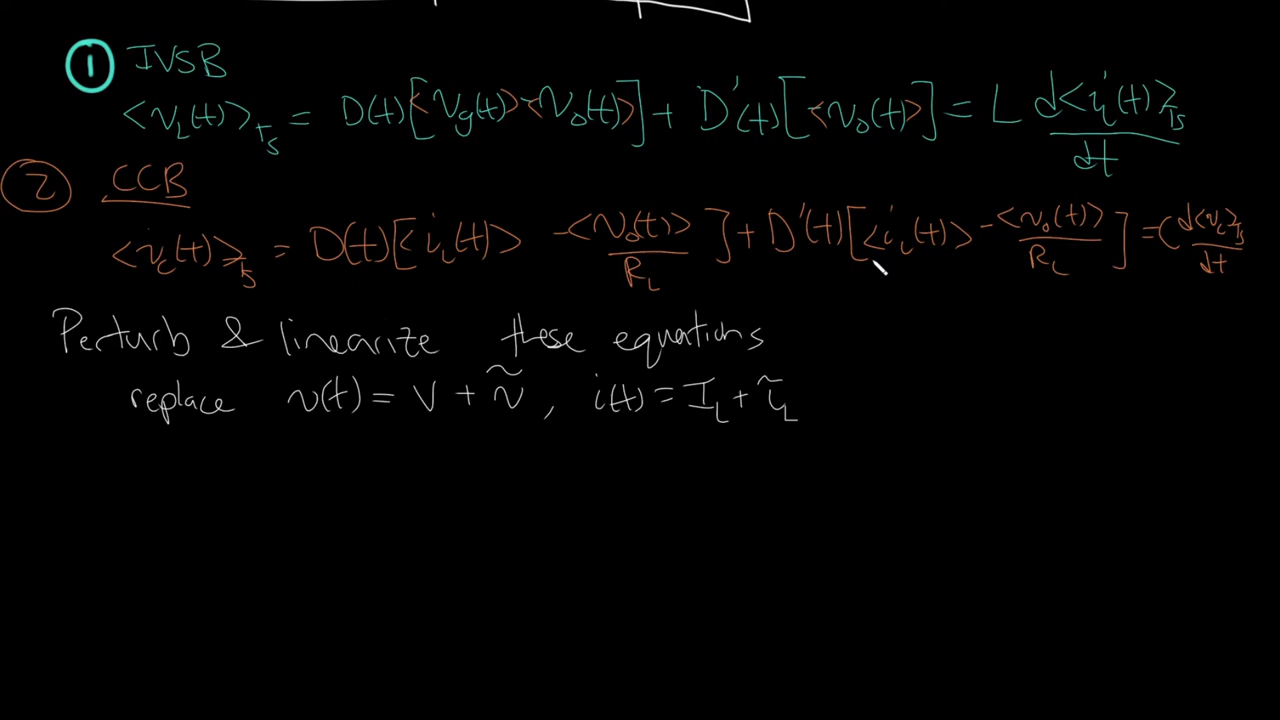 ① IVSB
<v_L(t)>_Ts = D(t)[<v_g(t)> - <v_o(t)>] + D'(t)[-<v_o(t)>] = L d<i_L(t)>_Ts / dt
② CCB
<i_c(t)>_Ts = D(t)[<i_L(t)> - <v_o(t)> / R_L] + D'(t)[<i_L(t)> - <v_o(t)> / R_L] = C d<v_c>_Ts / dt
Perturb & linearize these equations
replace v(t) = V + ṽ, i(t) = I_L + ĩ_L